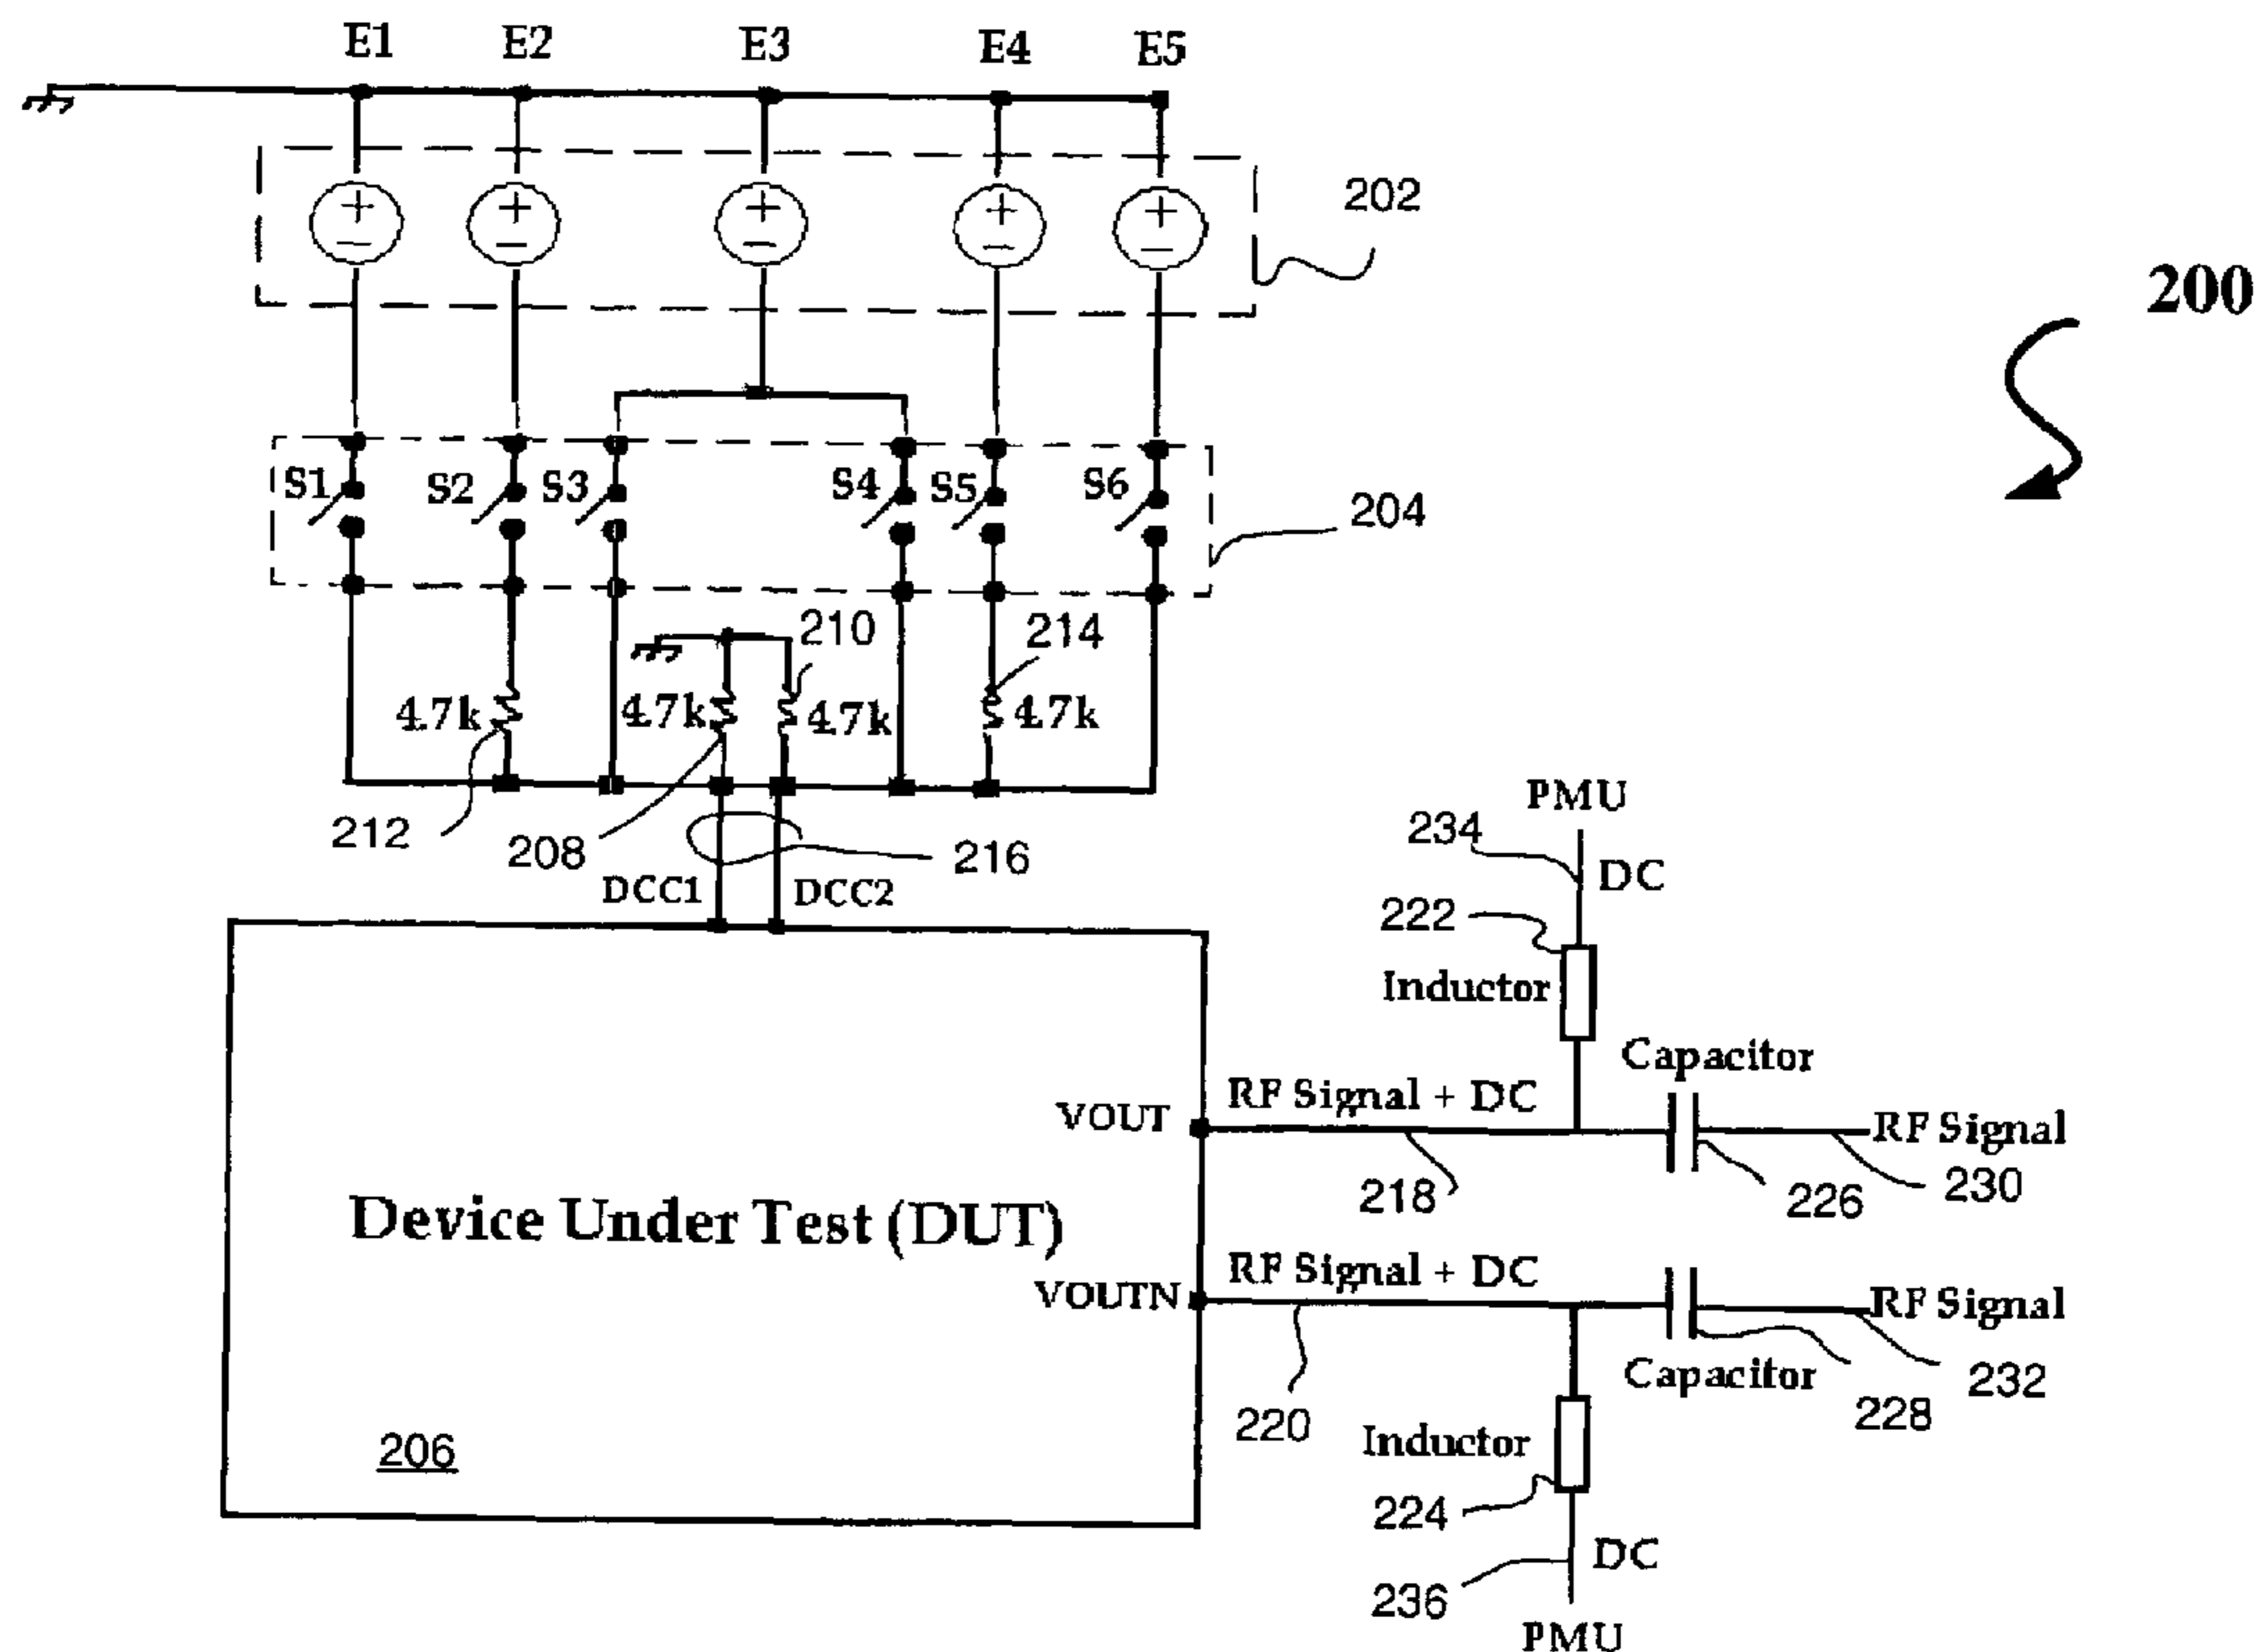 E1 E2 E3 E4 E5
202
200
S1 S2 S3 S4 S5 S6
204
210
214
4.7k 4.7k 4.7k 4.7k
212
208
216
DCC1 DCC2
PMU
234
DC
222
Inductor
Capacitor
RF Signal + DC
VOUT
RF Signal
218
226
230
Device Under Test (DUT)
RF Signal + DC
VOUTN
RF Signal
Capacitor
232
220
228
Inductor
206
224
DC
236
PMU